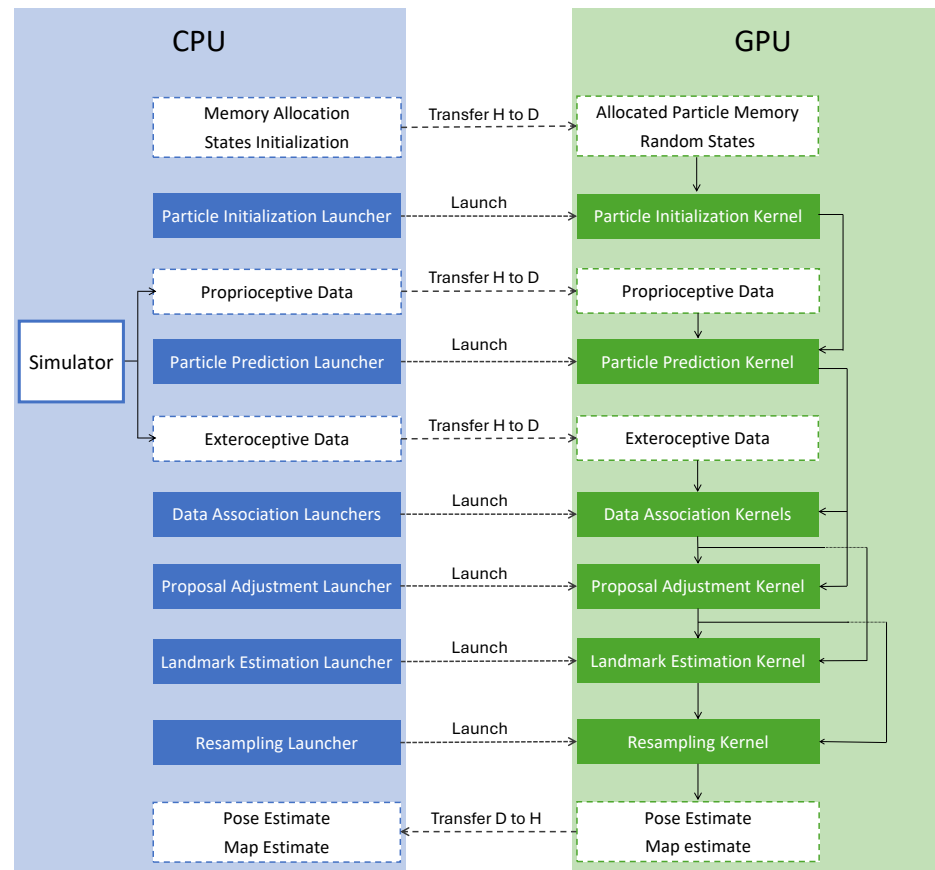 CPU
GPU
Memory Allocation
States Initialization
Transfer H to D
Allocated Particle Memory
Random States
Particle Initialization Launcher
Launch
Particle Initialization Kernel
Proprioceptive Data
Transfer H to D
Proprioceptive Data
Simulator
Particle Prediction Launcher
Launch
Particle Prediction Kernel
Exteroceptive Data
Transfer H to D
Exteroceptive Data
Data Association Launchers
Launch
Data Association Kernels
Proposal Adjustment Launcher
Launch
Proposal Adjustment Kernel
Landmark Estimation Launcher
Launch
Landmark Estimation Kernel
Resampling Launcher
Launch
Resampling Kernel
Pose Estimate
Map Estimate
Transfer D to H
Pose Estimate
Map estimate